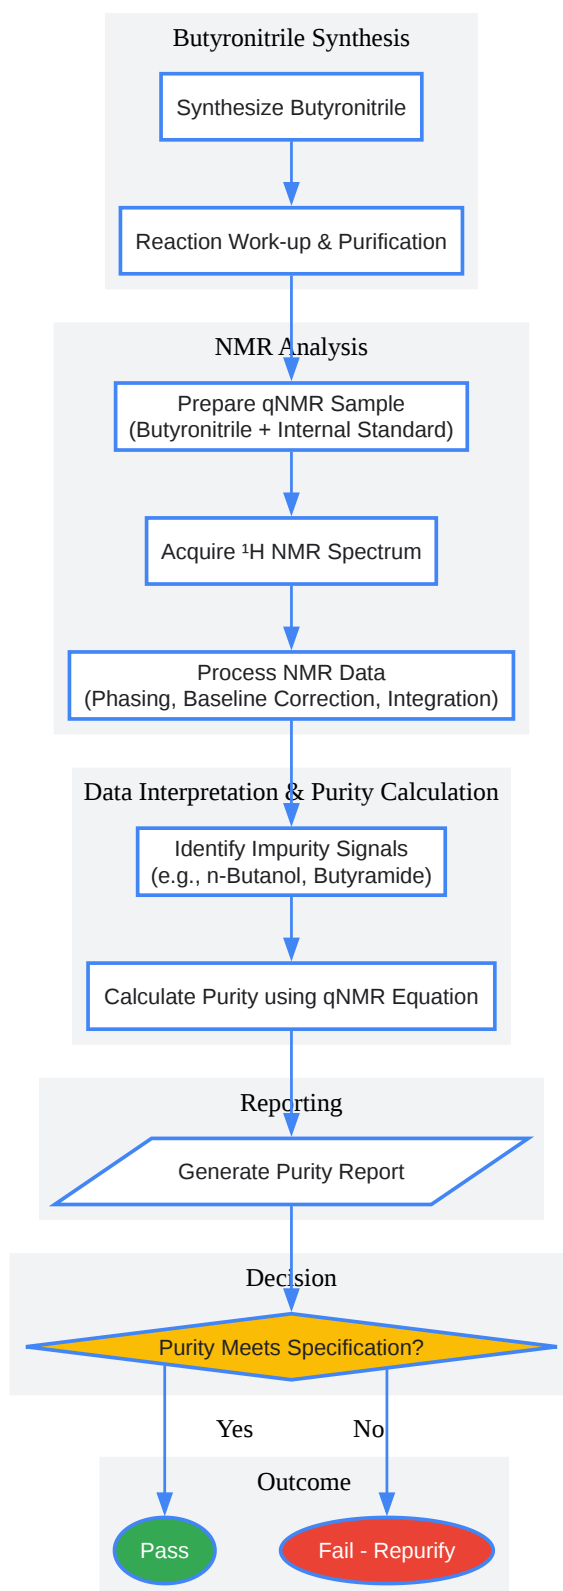 Butyronitrile Synthesis
Synthesize Butyronitrile
Reaction Work-up & Purification
NMR Analysis
Prepare qNMR Sample
(Butyronitrile + Internal Standard)
Acquire ¹H NMR Spectrum
Process NMR Data
(Phasing, Baseline Correction, Integration)
Data Interpretation & Purity Calculation
Identify Impurity Signals
(e.g., n-Butanol, Butyramide)
Calculate Purity using qNMR Equation
Reporting
Generate Purity Report
Decision
Purity Meets Specification?
Yes No
Outcome
Pass Fail - Repurify